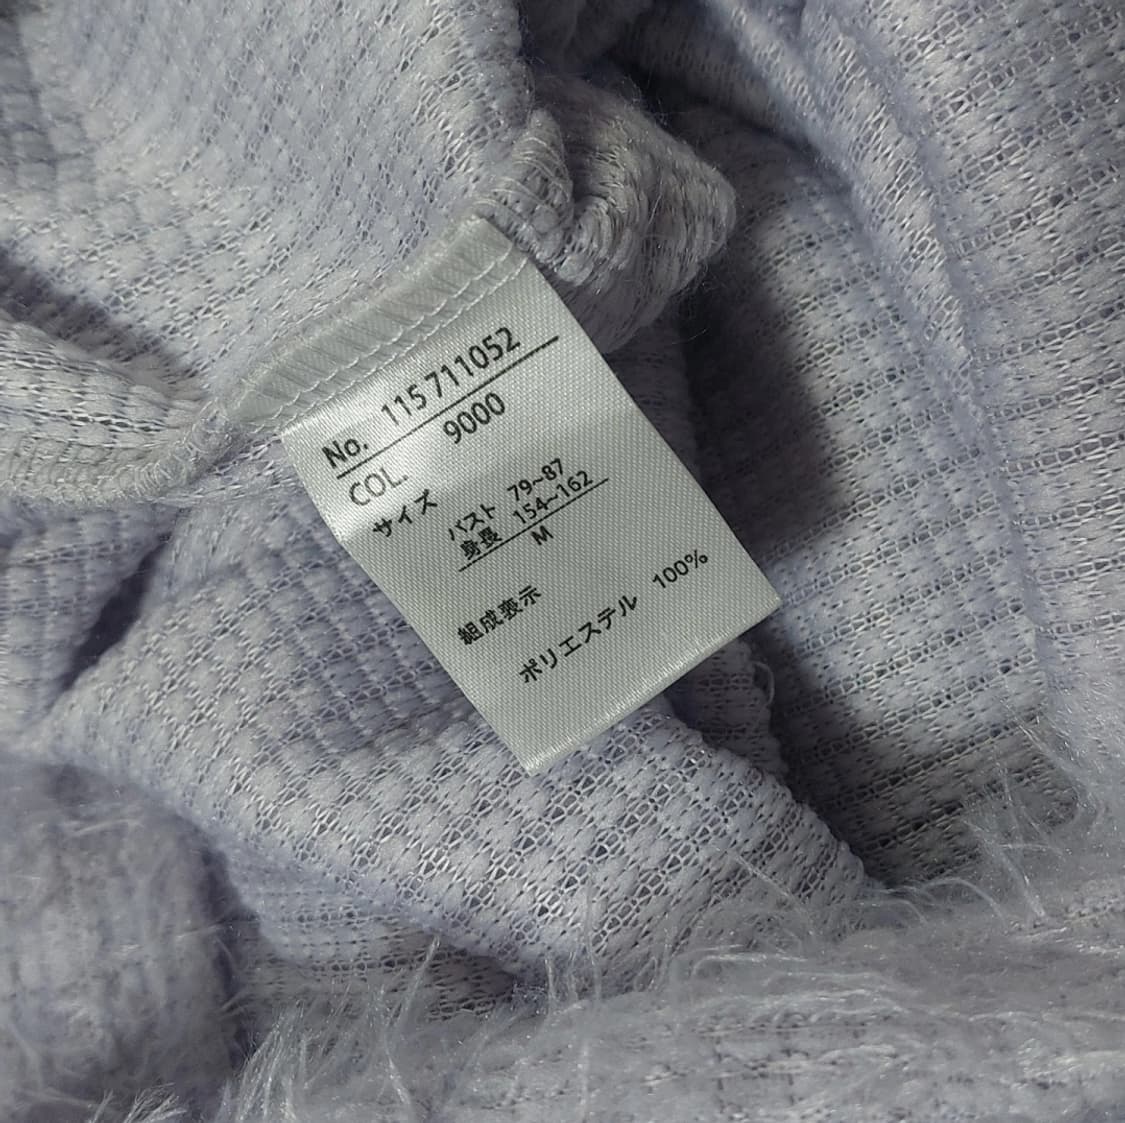 No. 115711052
COL. 9000
サイズ バスト 79~87
身長 154~162
M
組成表示
ポリエステル 100%